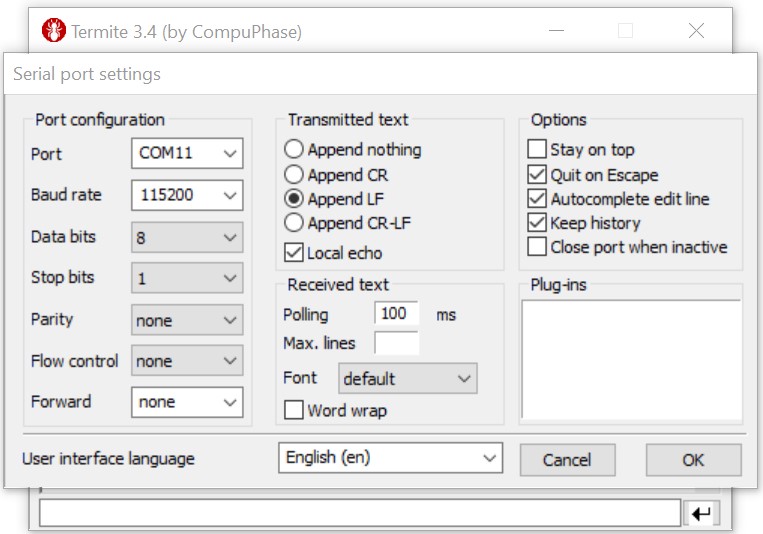 Termite 3.4 (by CompuPhase)
Serial port settings
Port configuration
Port COM11
Baud rate 115200
Data bits 8
Stop bits 1
Parity none
Flow control none
Forward none
Transmitted text
Append nothing
Append CR
Append LF
Append CR-LF
Local echo
Received text
Polling 100 ms
Max. lines
Font default
Word wrap
Options
Stay on top
Quit on Escape
Autocomplete edit line
Keep history
Close port when inactive
Plug-ins
User interface language English (en) Cancel OK